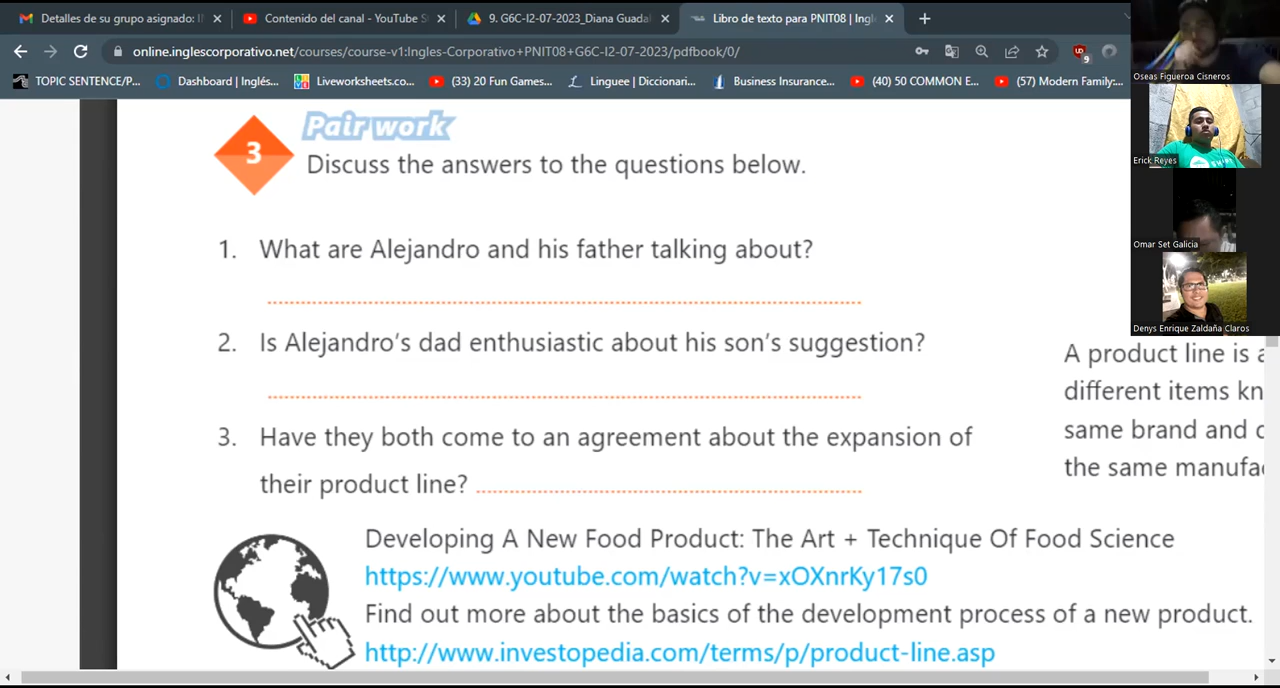 Detalles de su grupo asignado: I
Contenido del canal - YouTube S
9. G6C-I2-07-2023_Diana Guadal
Libro de texto para PNIT08 | Ingl
online.inglescorporativo.net/courses/course-v1:Ingles-Corporativo+PNIT08+G6C-I2-07-2023/pdfbook/0/
9
TOPIC SENTENCE/P...
Dashboard | Inglés...
Liveworksheets.co...
(33) 20 Fun Games...
Linguee | Diccionari...
Business Insurance...
(40) 50 COMMON E...
(57) Modern Family:...
Oseas Figueroa Cisneros
Erick Reyes
Omar Set Galicia
Denys Enrique Zaldaña Claros
Pair work
3
Discuss the answers to the questions below.
1. What are Alejandro and his father talking about?
2. Is Alejandro's dad enthusiastic about his son's suggestion?
3. Have they both come to an agreement about the expansion of
their product line?
A product line is a
different items kn
same brand and c
the same manufa
Developing A New Food Product: The Art + Technique Of Food Science
https://www.youtube.com/watch?v=xOXnrKy17s0
Find out more about the basics of the development process of a new product.
http://www.investopedia.com/terms/p/product-line.asp